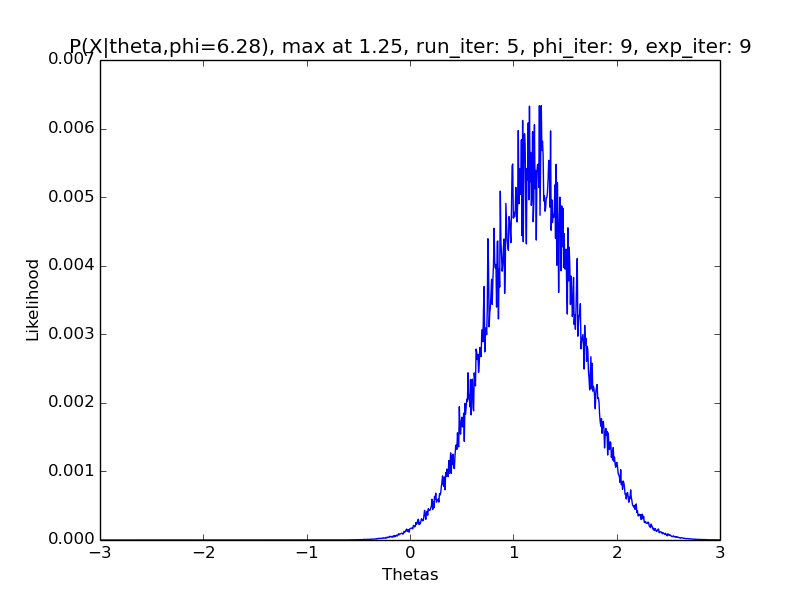 P(X|theta,phi=6.28), max at 1.25, run_iter: 5, phi_iter: 9, exp_iter: 9
0.007
0.006
0.005
0.004
0.003
0.002
0.001
0.000
Likelihood
−3 −2 −1 0 1 2 3
Thetas